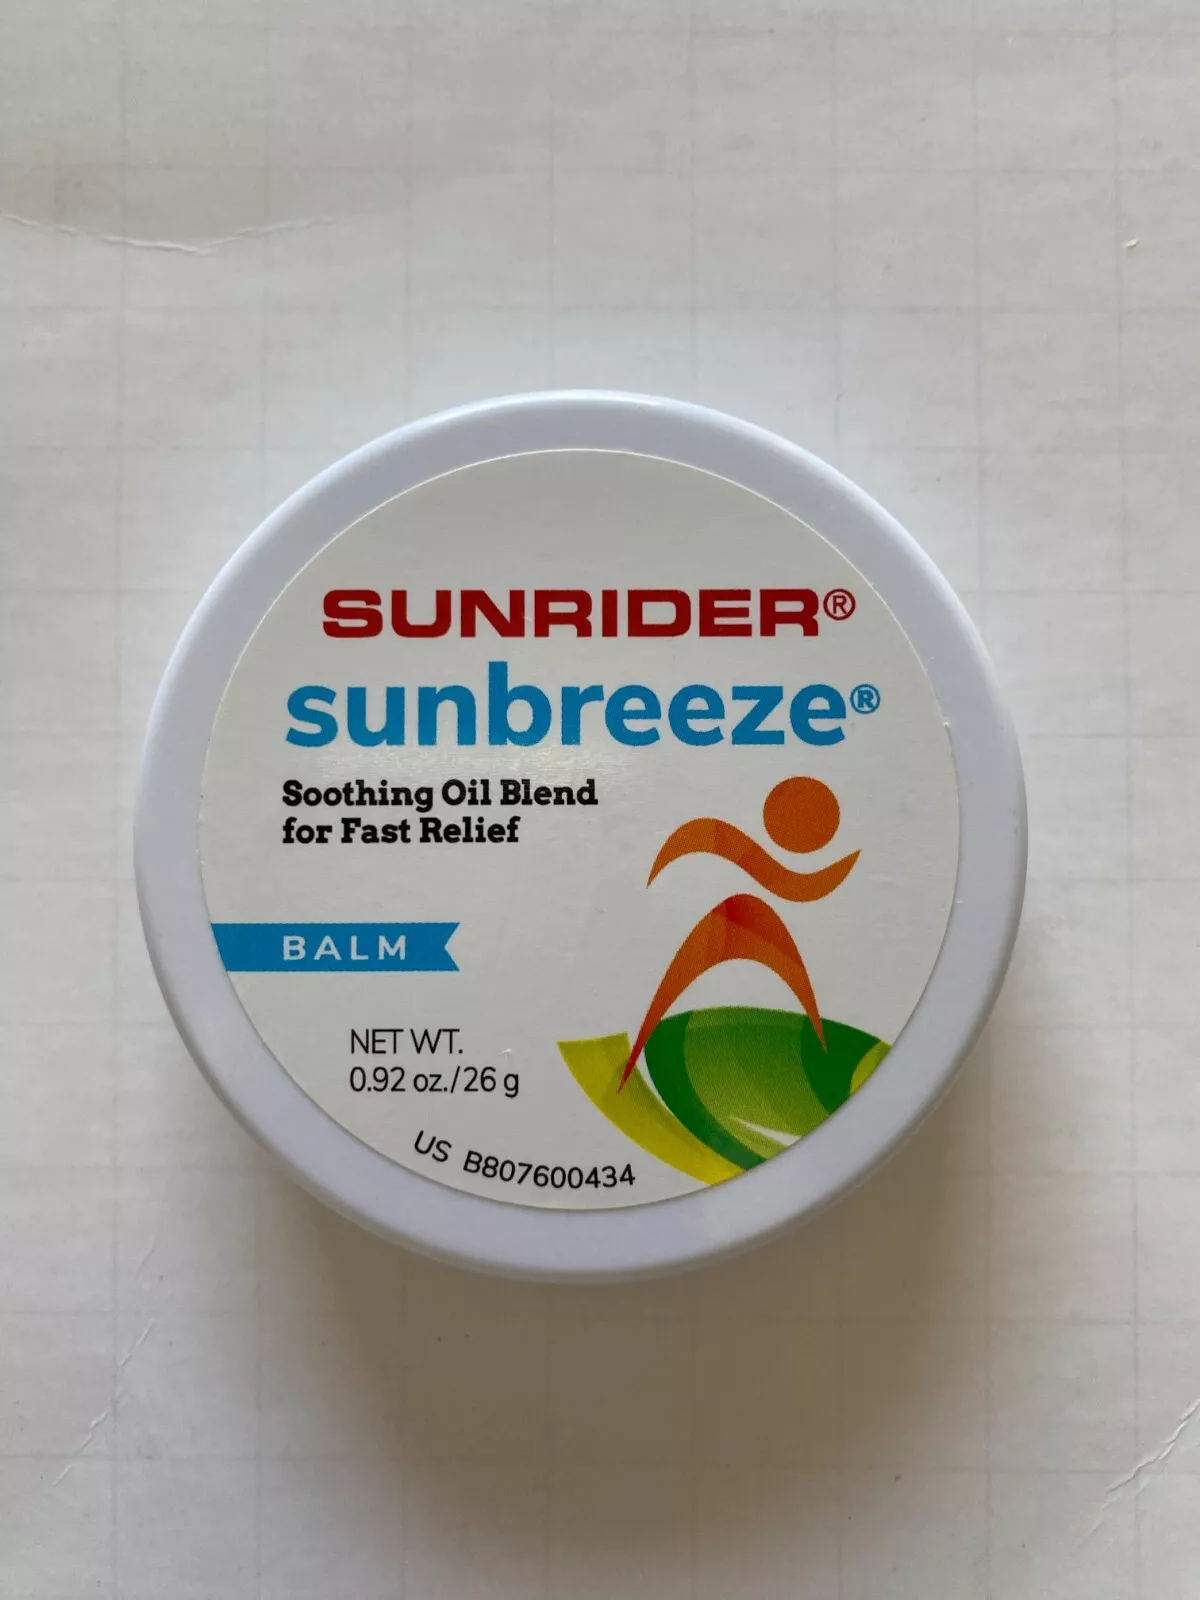 SUNRIDER®
sunbreeze®
Soothing Oil Blend
for Fast Relief
BALM
NET WT.
0.92 oz./26 g
US B807600434